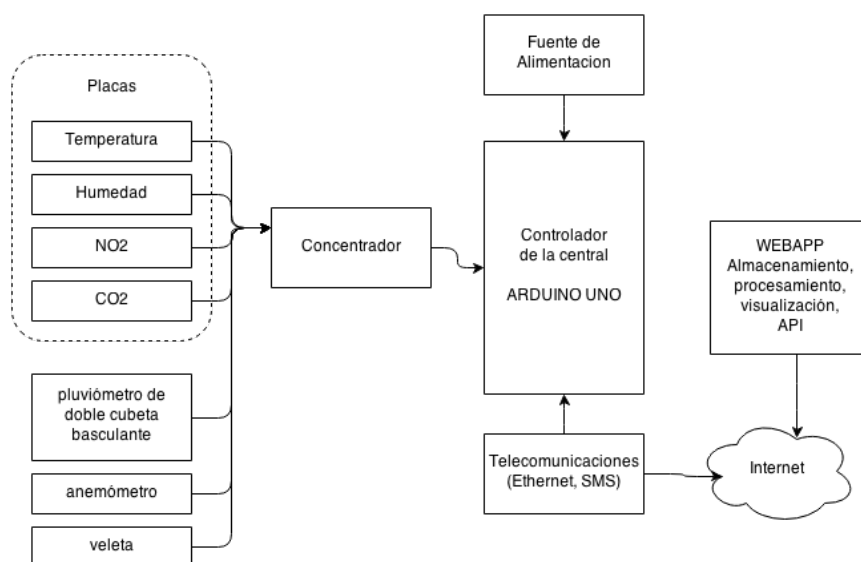 Fuente de
Alimentacion
Placas
Temperatura
Humedad
NO2
CO2
Concentrador
Controlador
de la central
ARDUINO UNO
WEBAPP
Almacenamiento,
procesamiento,
visualización,
API
pluviómetro de
doble cubeta
basculante
anemómetro
veleta
Telecomunicaciones
(Ethernet, SMS)
Internet